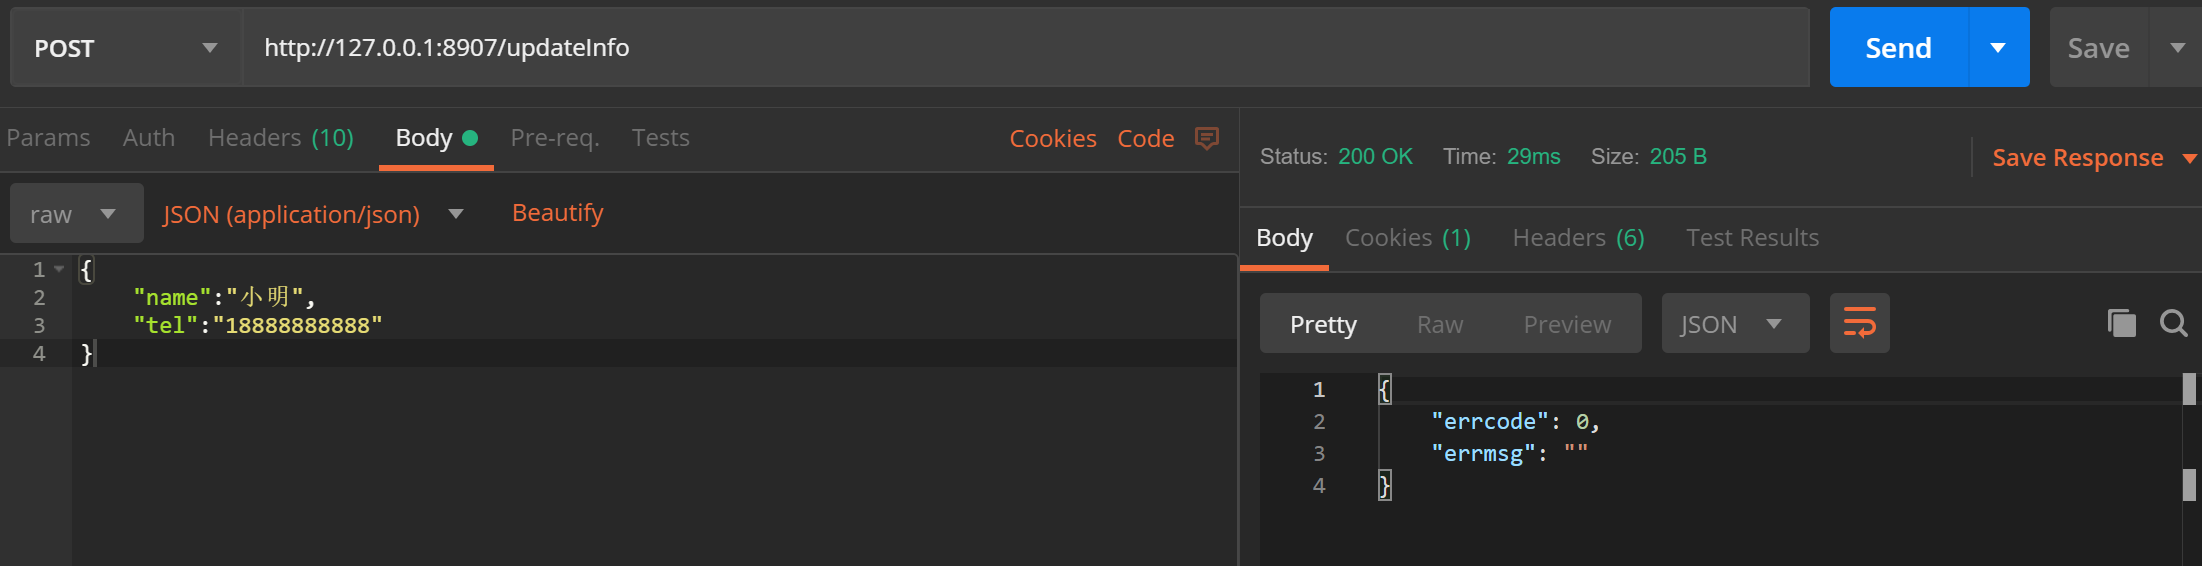 POST http://127.0.0.1:8907/updateInfo Send Save
Params Auth Headers (10) Body Pre-req. Tests Cookies Code
raw JSON (application/json) Beautify
1 {
2 "name":"小明",
3 "tel":"18888888888"
4 }
Status: 200 OK Time: 29ms Size: 205 B Save Response
Body Cookies (1) Headers (6) Test Results
Pretty Raw Preview JSON
1 {
2 "errcode": 0,
3 "errmsg": ""
4 }